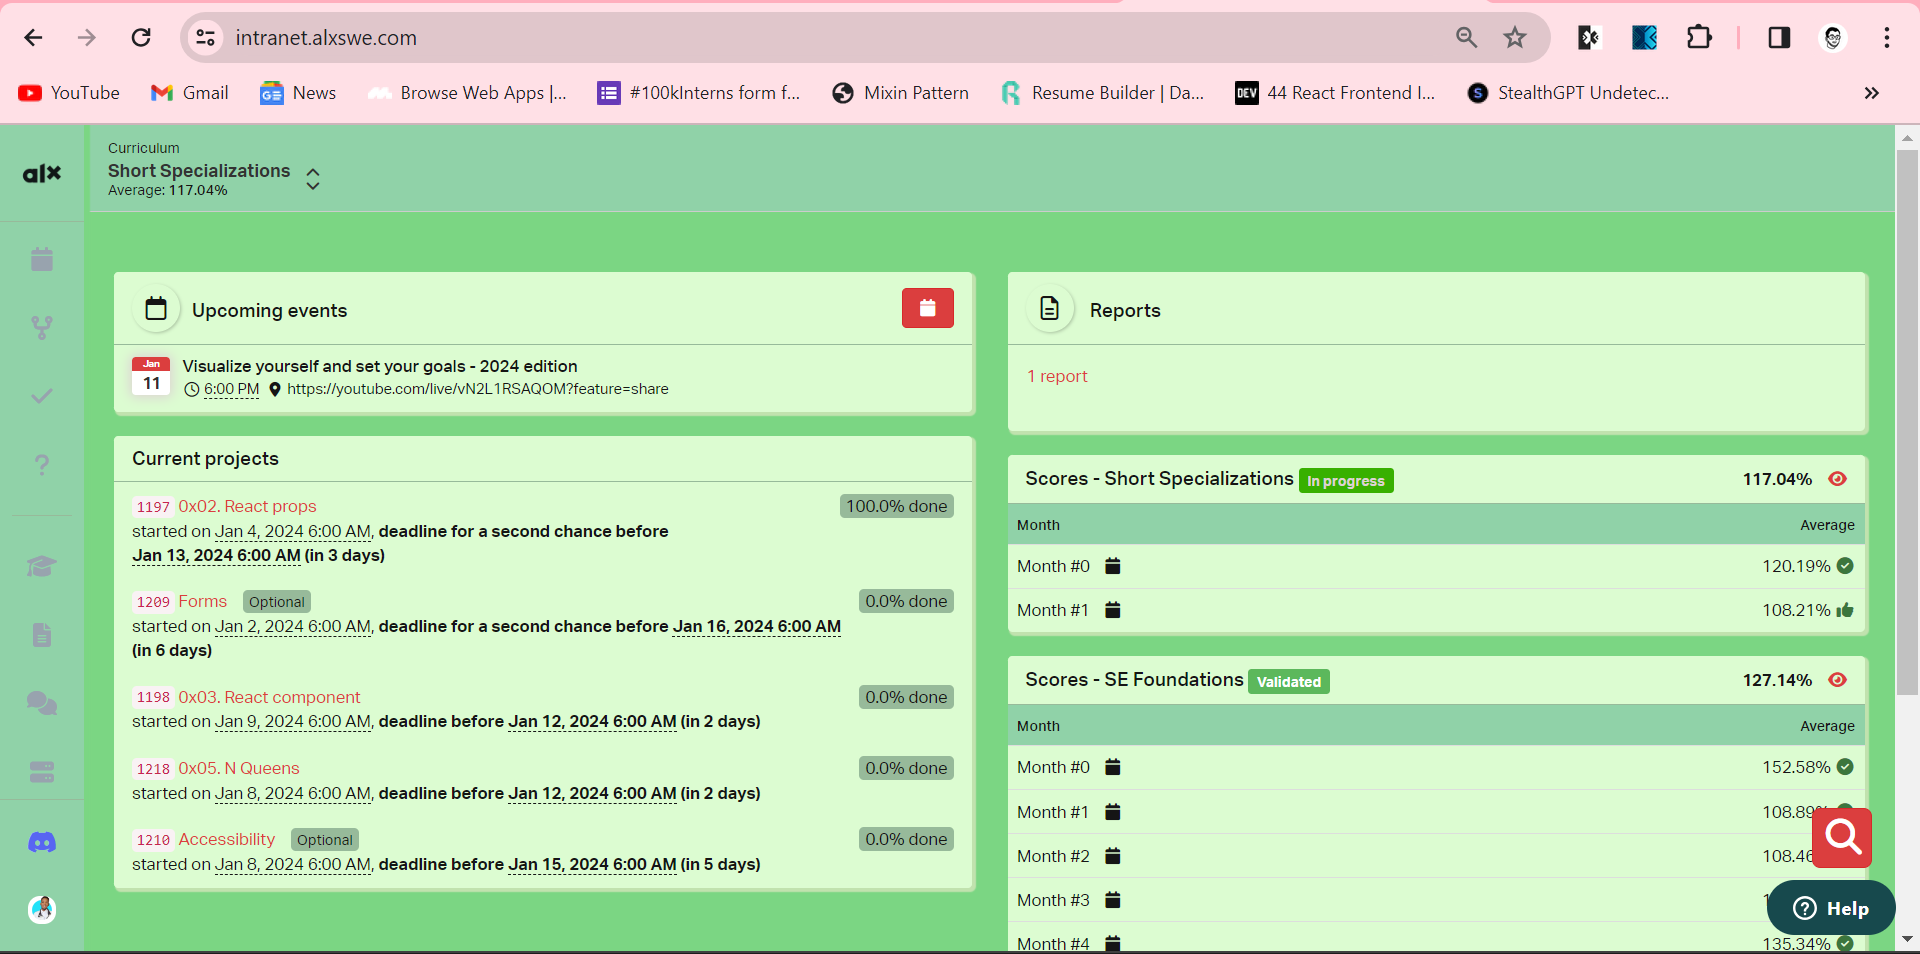 intranet.alxswe.com
YouTube
Gmail
News
Browse Web Apps |...
#100kInterns form f...
Mixin Pattern
Resume Builder | Da...
DEV 44 React Frontend I...
S StealthGPT Undetec...
alx
Curriculum
Short Specializations
Average: 117.04%
Upcoming events
Jan
11
Visualize yourself and set your goals - 2024 edition
6:00 PM https://youtube.com/live/vN2L1RSAQOM?feature=share
Current projects
1197 0x02. React props 100.0% done
started on Jan 4, 2024 6:00 AM, deadline for a second chance before
Jan 13, 2024 6:00 AM (in 3 days)
1209 Forms Optional 0.0% done
started on Jan 2, 2024 6:00 AM, deadline for a second chance before Jan 16, 2024 6:00 AM
(in 6 days)
1198 0x03. React component 0.0% done
started on Jan 9, 2024 6:00 AM, deadline before Jan 12, 2024 6:00 AM (in 2 days)
1218 0x05. N Queens 0.0% done
started on Jan 8, 2024 6:00 AM, deadline before Jan 12, 2024 6:00 AM (in 2 days)
1210 Accessibility Optional 0.0% done
started on Jan 8, 2024 6:00 AM, deadline before Jan 15, 2024 6:00 AM (in 5 days)
Reports
1 report
Scores - Short Specializations In progress 117.04%
Month Average
Month #0 120.19%
Month #1 108.21%
Scores - SE Foundations Validated 127.14%
Month Average
Month #0 152.58%
Month #1 108.89%
Month #2 108.46
Month #3
Month #4 135.34%
Help